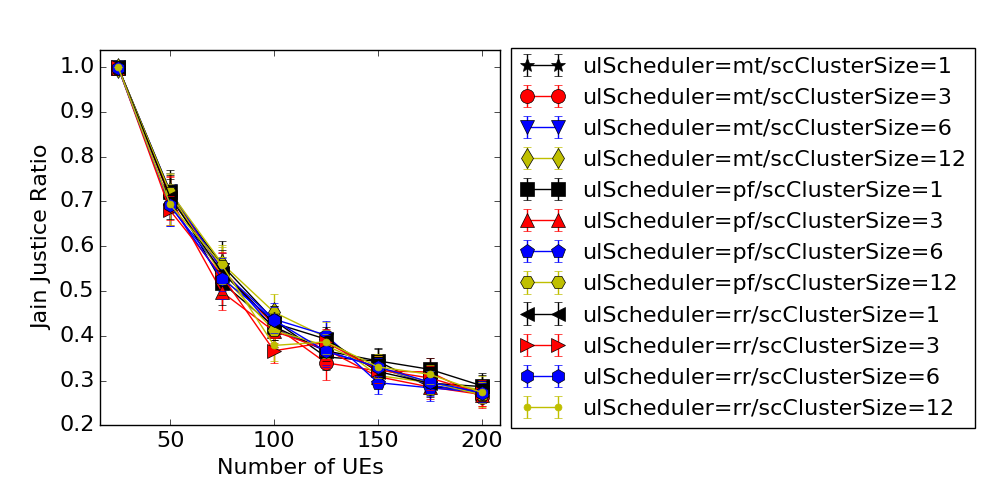 1.0
0.9
0.8
0.7
0.6
0.5
0.4
0.3
0.2
Jain Justice Ratio
50 100 150 200
Number of UEs
ulScheduler=mt/scClusterSize=1
ulScheduler=mt/scClusterSize=3
ulScheduler=mt/scClusterSize=6
ulScheduler=mt/scClusterSize=12
ulScheduler=pf/scClusterSize=1
ulScheduler=pf/scClusterSize=3
ulScheduler=pf/scClusterSize=6
ulScheduler=pf/scClusterSize=12
ulScheduler=rr/scClusterSize=1
ulScheduler=rr/scClusterSize=3
ulScheduler=rr/scClusterSize=6
ulScheduler=rr/scClusterSize=12